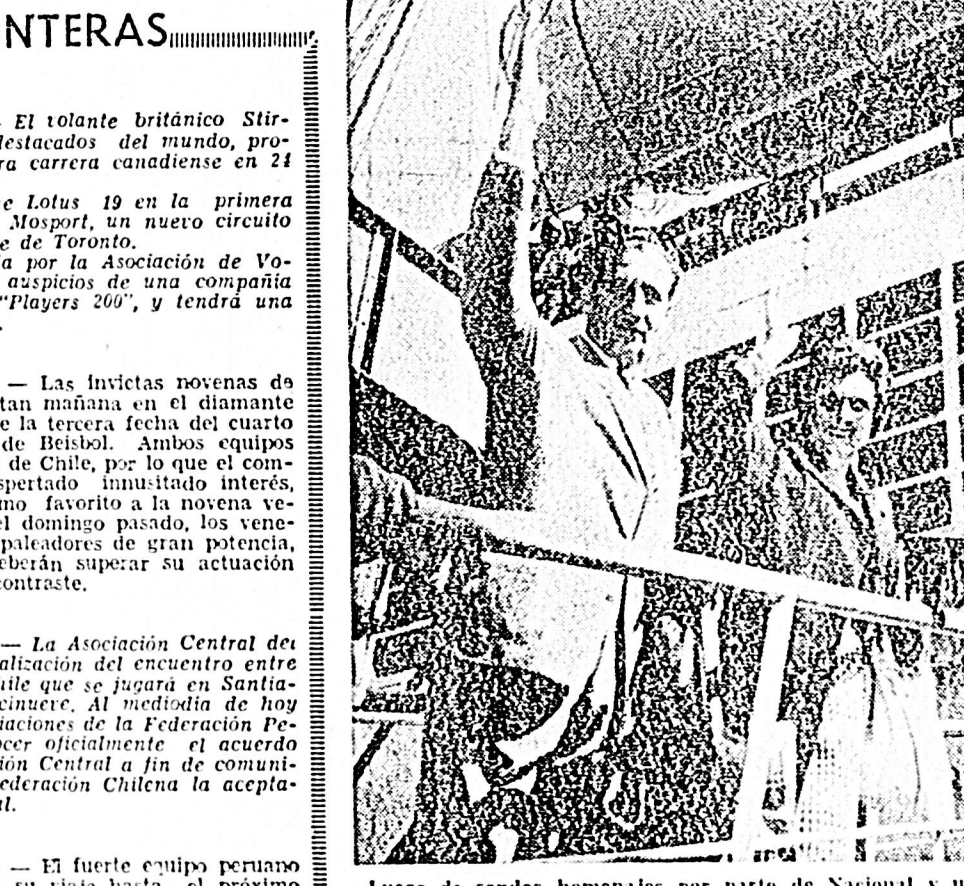 NTERAS
El volante británico Stir-
destacados del mundo, pro-
ra carrera canadiense en 21
e Lotus 19 en la primera
Mosport, un nuevo circuito
e de Toronto.
a por la Asociación de Vo-
auspicios de una compañía
"Players 200", y tendrá una
— Las invictas novenas de
tan mañana en el diamante
e la tercera fecha del cuarto
de Beisbol. Ambos equipos
de Chile, por lo que el com-
spertado innusitado interés,
mo favorito a la novena ve-
el domingo pasado, los vene-
paleadores de gran potencia,
eberán superar su actuación
contraste.
— La Asociación Central del
alización del encuentro entre
hile que se jugará en Santia-
cinueve. Al mediodía de hoy
iaciones de la Federación Pe-
ocer oficialmente el acuerdo
ión Central a fin de comuni-
ederación Chilena la acepta-
al.
— El fuerte equipo peruano
su viaje hasta el próximo
Luego de sendos homenajes por parte de Nacional y